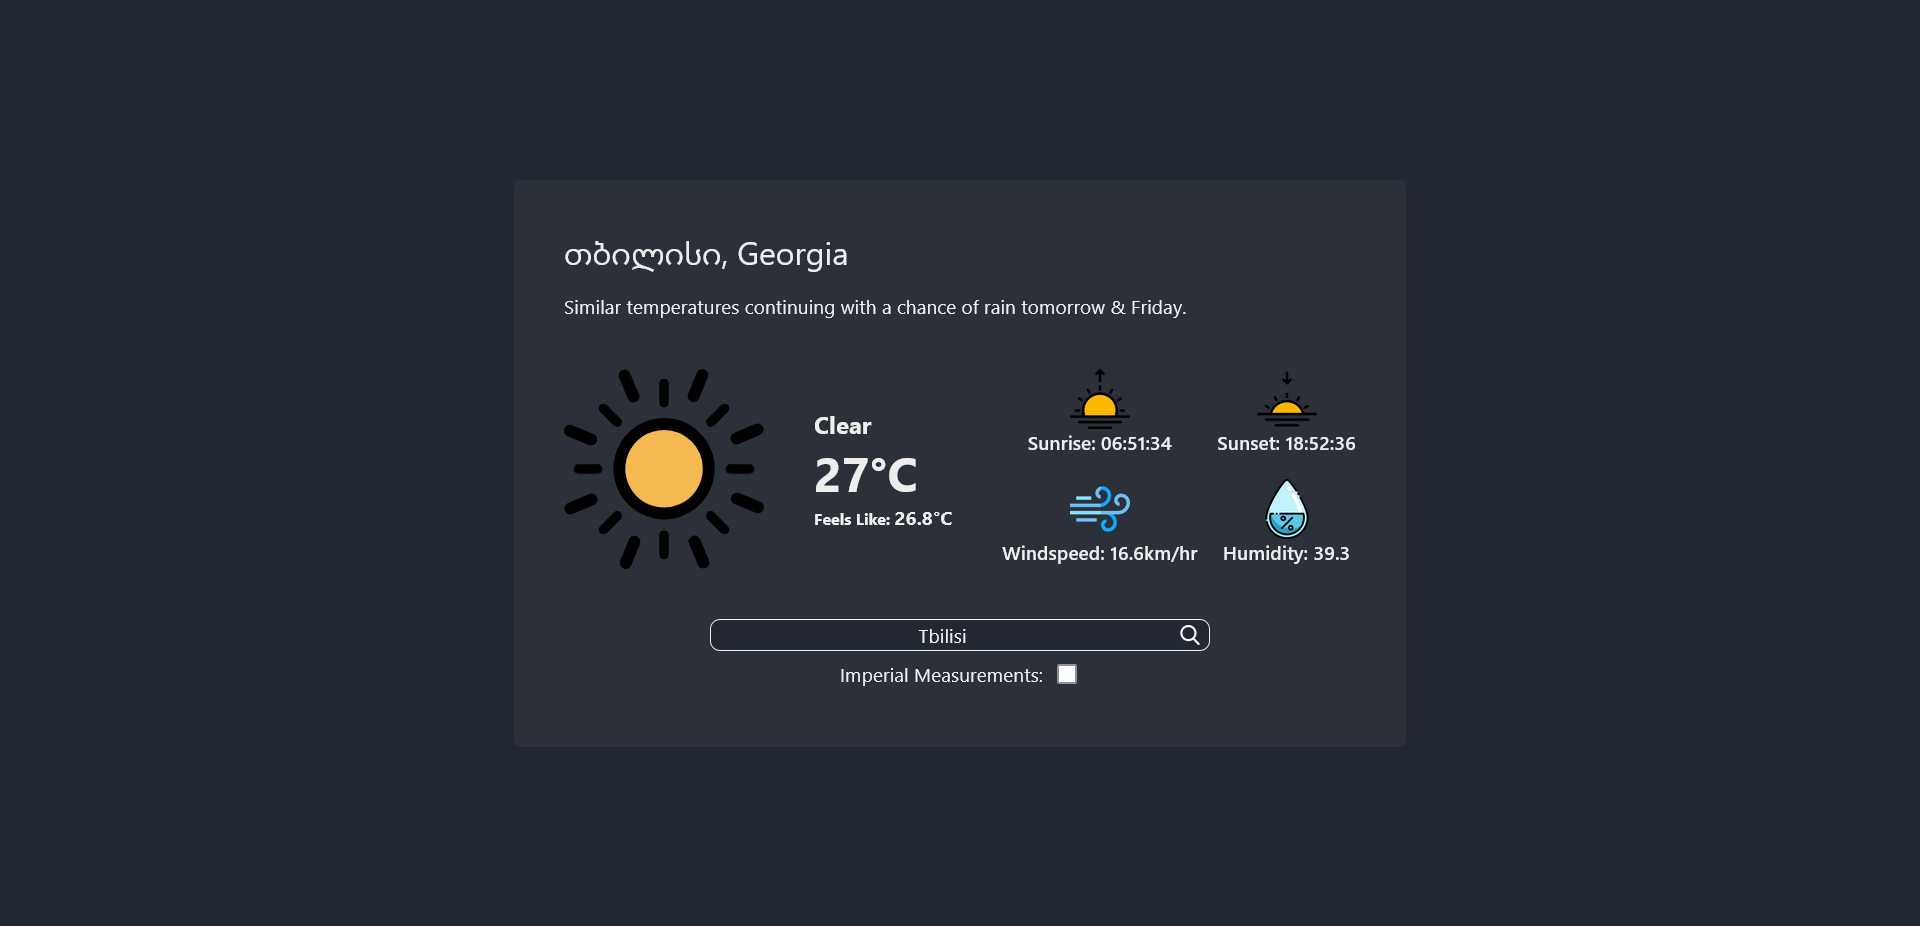 თბილისი, Georgia
Similar temperatures continuing with a chance of rain tomorrow & Friday.
Clear
27°C
Feels Like: 26.8°C
Sunrise: 06:51:34
Sunset: 18:52:36
Windspeed: 16.6km/hr
Humidity: 39.3
Tbilisi
Imperial Measurements: